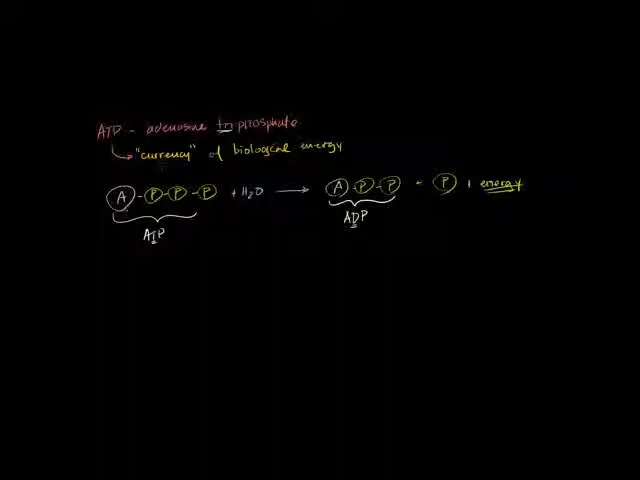 ATP - adenosine triphosphate
"currency" of biological energy
A - P - P - P + H₂O → A - P - P + P + energy
ATP ADP